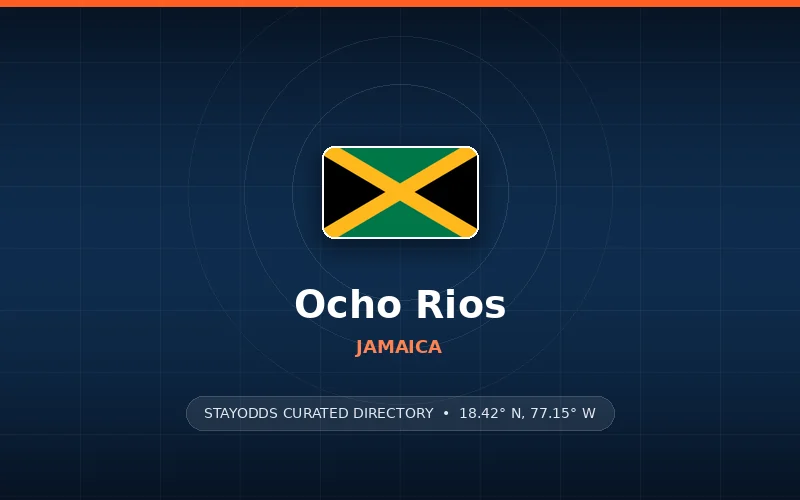 Ocho Rios
JAMAICA
STAYODDS CURATED DIRECTORY • 18.42° N, 77.15° W